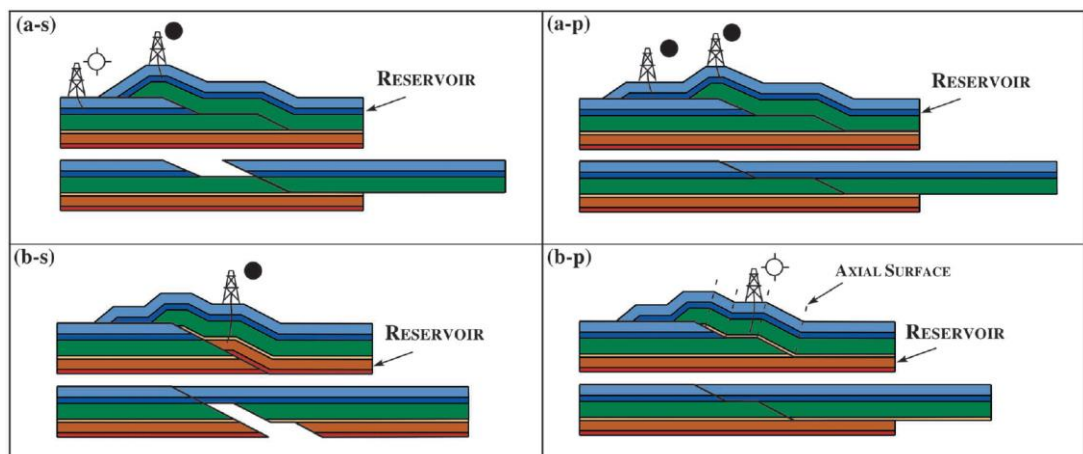 (a-s)
RESERVOIR
(a-p)
RESERVOIR
(b-s)
RESERVOIR
(b-p)
AXIAL SURFACE
RESERVOIR